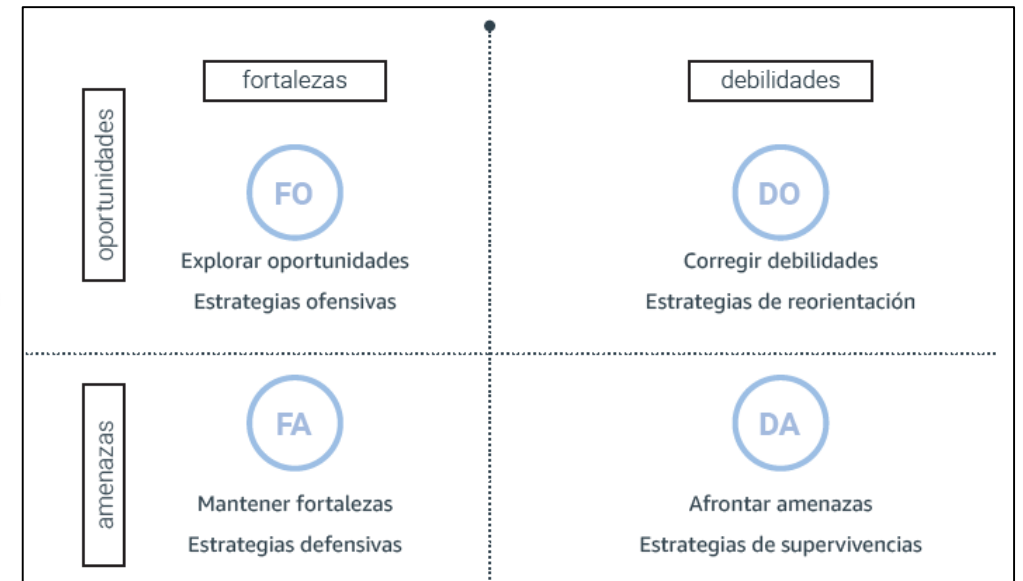 fortalezas
debilidades
oportunidades
FO
DO
Explorar oportunidades
Corregir debilidades
Estrategias ofensivas
Estrategias de reorientación
amenazas
FA
DA
Mantener fortalezas
Afrontar amenazas
Estrategias defensivas
Estrategias de supervivencias